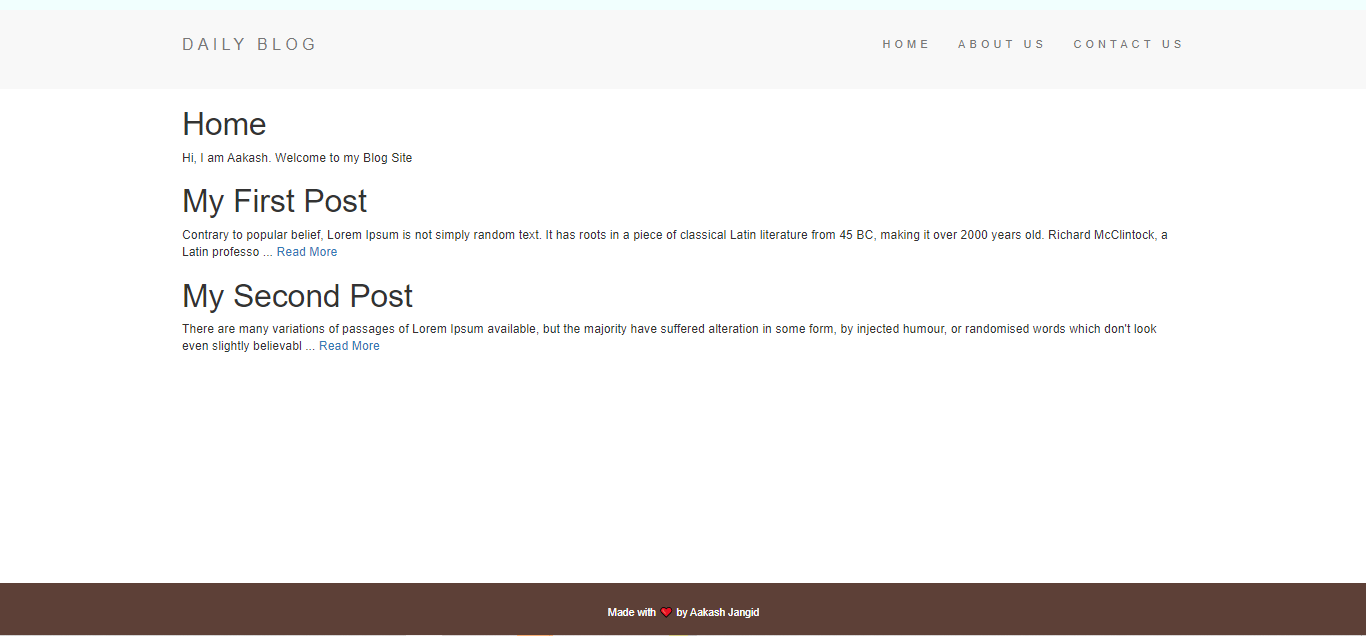 DAILY BLOG
HOME ABOUT US CONTACT US
Home
Hi, I am Aakash. Welcome to my Blog Site
My First Post
Contrary to popular belief, Lorem Ipsum is not simply random text. It has roots in a piece of classical Latin literature from 45 BC, making it over 2000 years old. Richard McClintock, a
Latin professo ... Read More
My Second Post
There are many variations of passages of Lorem Ipsum available, but the majority have suffered alteration in some form, by injected humour, or randomised words which don't look
even slightly believabl ... Read More
Made with ❤ by Aakash Jangid